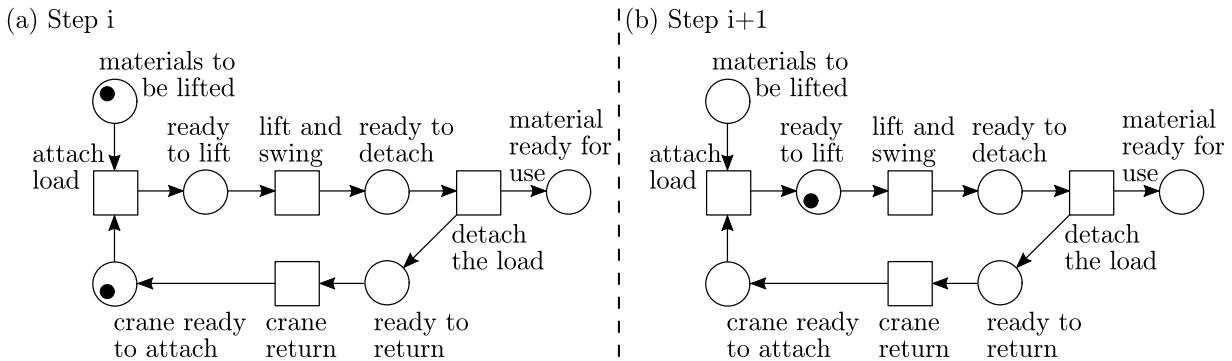 (a) Step i
materials to
be lifted
ready
to lift
lift and
swing
ready to
detach
material
ready for
use
attach
load
detach
the load
crane ready
to attach
crane
return
ready to
return
(b) Step i+1
materials to
be lifted
ready
to lift
lift and
swing
ready to
detach
material
ready for
use
attach
load
detach
the load
crane ready
to attach
crane
return
ready to
return